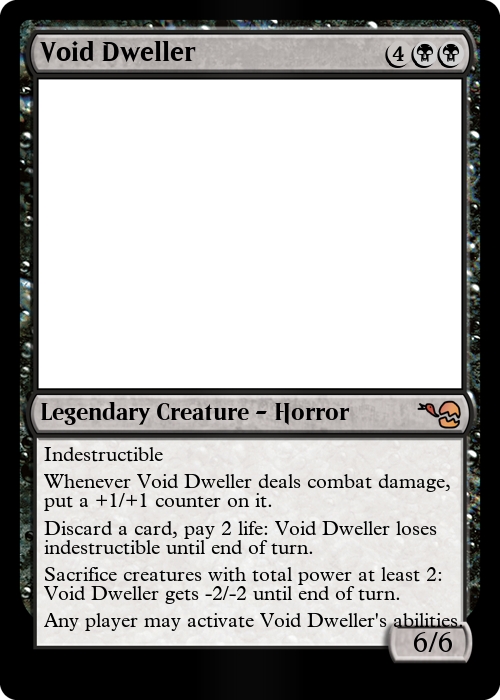 Void Dweller 4
Legendary Creature - Horror
Indestructible
Whenever Void Dweller deals combat damage,
put a +1/+1 counter on it.
Discard a card, pay 2 life: Void Dweller loses
indestructible until end of turn.
Sacrifice creatures with total power at least 2:
Void Dweller gets -2/-2 until end of turn.
Any player may activate Void Dweller's abilities.
6/6